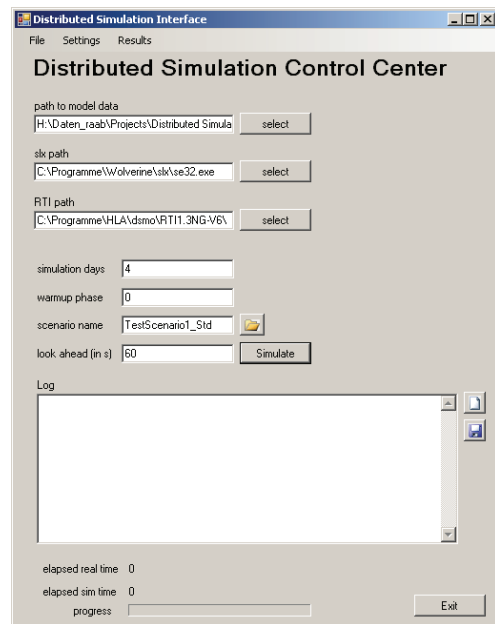 Distributed Simulation Interface
File Settings Results
Distributed Simulation Control Center
path to model data
H:\Daten_raab\Projects\Distributed Simula
select
slx path
C:\Programme\Wolverine\slx\se32.exe
select
RTI path
C:\Programme\HLA\dsmo\RTI1.3NG-V6\
select
simulation days 4
warmup phase 0
scenario name TestScenario1_Std
look ahead (in s) 60 Simulate
Log
elapsed real time 0
elapsed sim time 0
progress
Exit